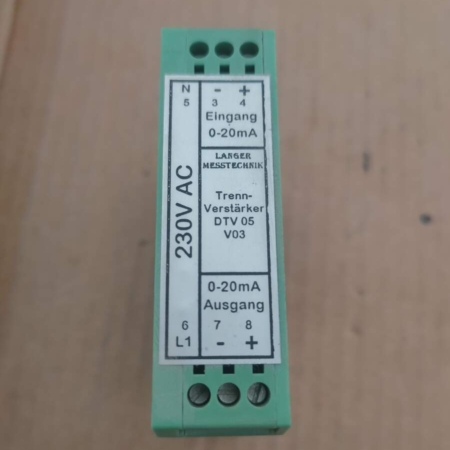 N - +
5 3 4
Eingang
0-20mA
LANGER
MESSTECHNIK
230V AC
Trenn-
Verstärker
DTV 05
V03
0-20mA
Ausgang
6 7 8
L1 - +